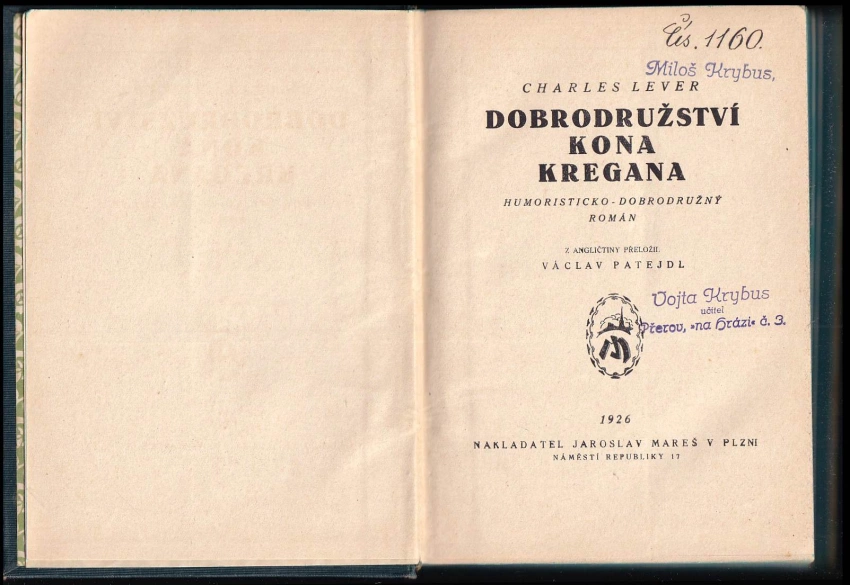 Čís. 1160.
Miloš Krybus,
CHARLES LEVER
DOBRODRUŽSTVÍ
KONA
KREGANA
HUMORISTICKO-DOBRODRUŽNÝ
ROMÁN
Z ANGLIČTINY PŘELOŽIL
VÁCLAV PATEJDL
Vojta Krybus
učitel
Přerov, »na hrázi« č. 3.
1926
NAKLADATEL JAROSLAV MAREŠ V PLZNI
NÁMĚSTÍ REPUBLIKY 17